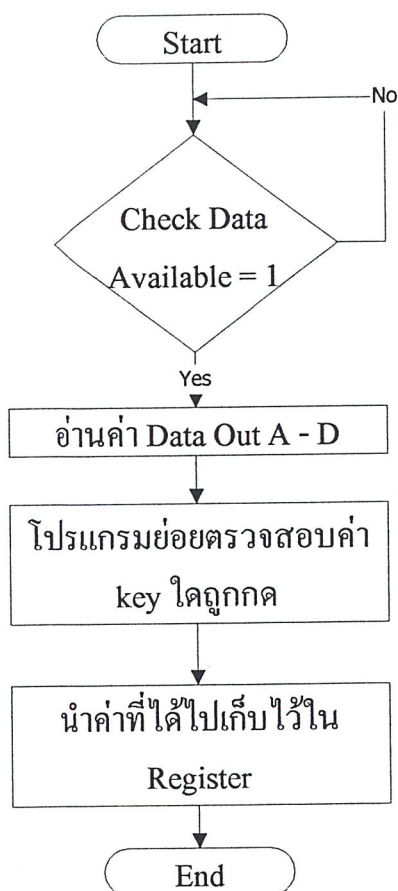 Start
No
Check Data
Available = 1
Yes
อ่านค่า Data Out A - D
โปรแกรมย่อยตรวจสอบค่า
key ใดถูกกด
นำค่าที่ได้ไปเก็บไว้ใน
Register
End